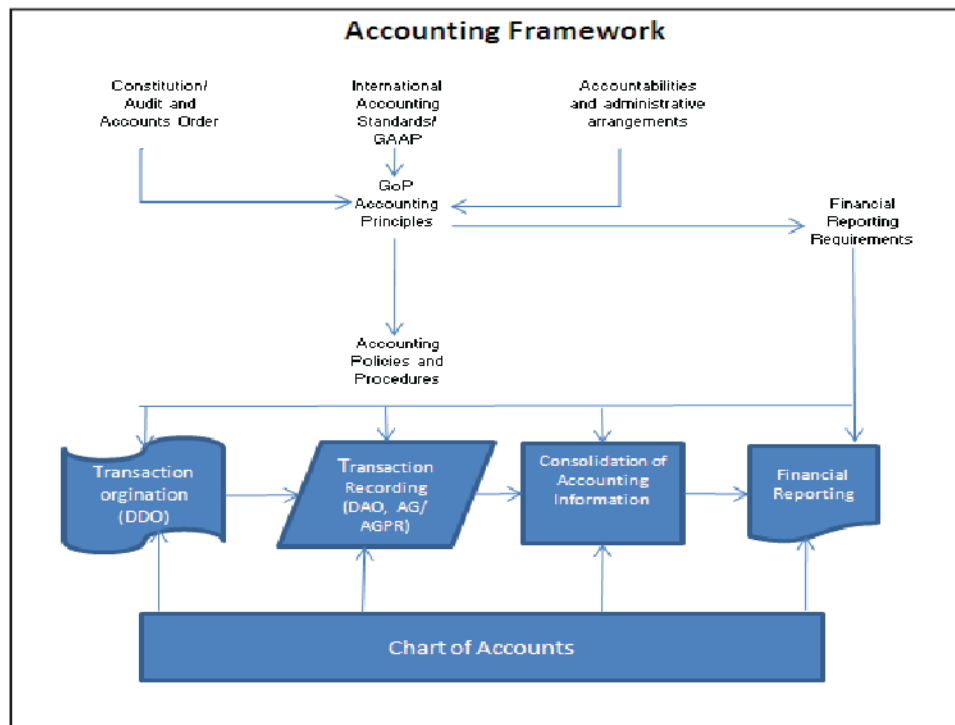 Accounting Framework
Constitution/
Audit and
Accounts Order
International
Accounting
Standards/
GAAP
Accountabilities
and administrative
arrangements
GoP
Accounting
Principles
Financial
Reporting
Requirements
Accounting
Policies and
Procedures
Transaction
orgination
(DDO)
Transaction
Recording
(DAO, AG/
AGPR)
Consolidation of
Accounting
Information
Financial
Reporting
Chart of Accounts